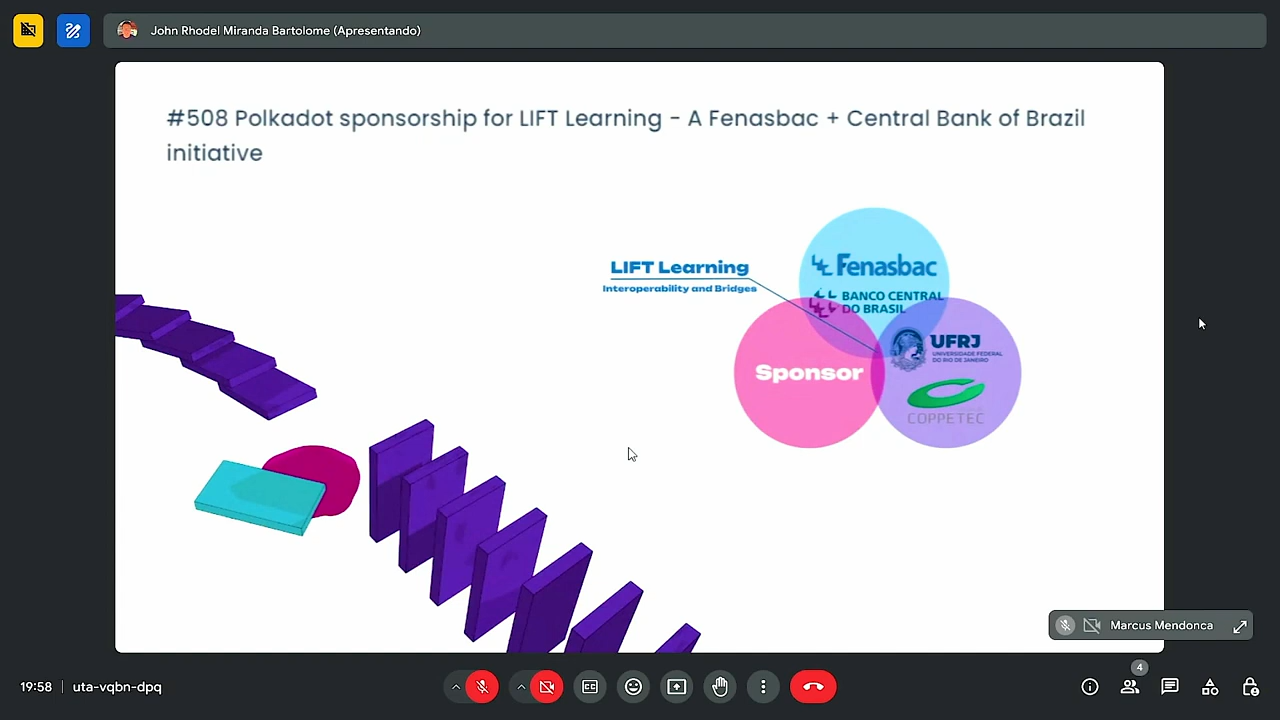 John Rhodel Miranda Bartolome (Apresentando)
#508 Polkadot sponsorship for LIFT Learning - A Fenasbac + Central Bank of Brazil
initiative
LIFT Learning
Interoperability and Bridges
Fenasbac
BANCO CENTRAL
DO BRASIL
UFRJ
UNIVERSIDADE FEDERAL
DO RIO DE JANEIRO
Sponsor
COPPETEC
Marcus Mendonca
4
19:58
uta-vqbn-dpq